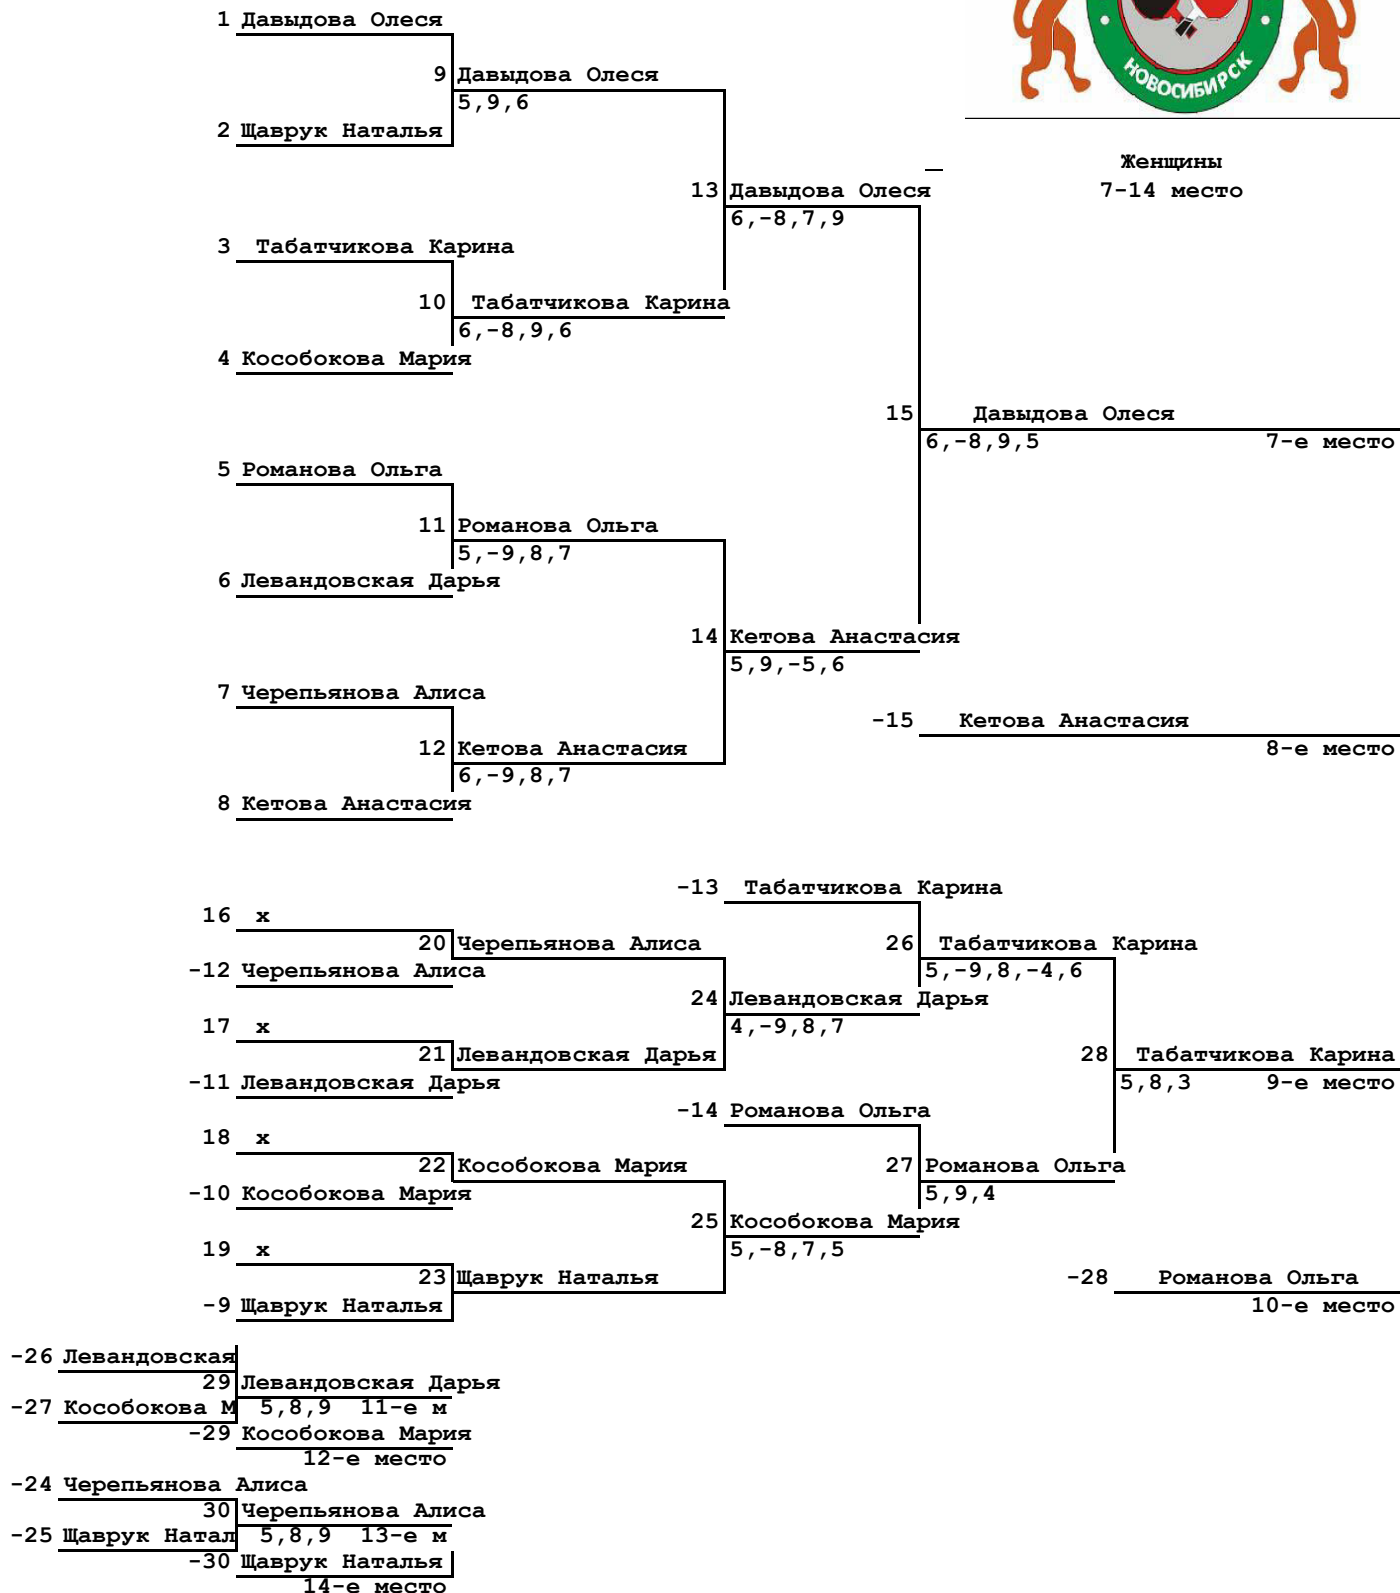 НОВОСИБИРСК
Женщины
7-14 место
1 Давыдова Олеся
9 Давыдова Олеся
5,9,6
2 Щаврук Наталья
13 Давыдова Олеся
6,-8,7,9
3 Табатчикова Карина
10 Табатчикова Карина
6,-8,9,6
4 Кособокова Мария
15 Давыдова Олеся
6,-8,9,5 7-е место
5 Романова Ольга
11 Романова Ольга
5,-9,8,7
6 Левандовская Дарья
14 Кетова Анастасия
5,9,-5,6
7 Черепьянова Алиса
-15 Кетова Анастасия
12 Кетова Анастасия 8-е место
6,-9,8,7
8 Кетова Анастасия
-13 Табатчикова Карина
16 х
20 Черепьянова Алиса 26 Табатчикова Карина
-12 Черепьянова Алиса 5,-9,8,-4,6
24 Левандовская Дарья
17 х 4,-9,8,7
21 Левандовская Дарья 28 Табатчикова Карина
-11 Левандовская Дарья 5,8,3 9-е место
-14 Романова Ольга
18 х
22 Кособокова Мария 27 Романова Ольга
-10 Кособокова Мария 5,9,4
25 Кособокова Мария
19 х 5,-8,7,5
23 Щаврук Наталья -28 Романова Ольга
-9 Щаврук Наталья 10-е место
-26 Левандовская
29 Левандовская Дарья
-27 Кособокова М 5,8,9 11-е м
-29 Кособокова Мария
12-е место
-24 Черепьянова Алиса
30 Черепьянова Алиса
-25 Щаврук Натал 5,8,9 13-е м
-30 Щаврук Наталья
14-е место